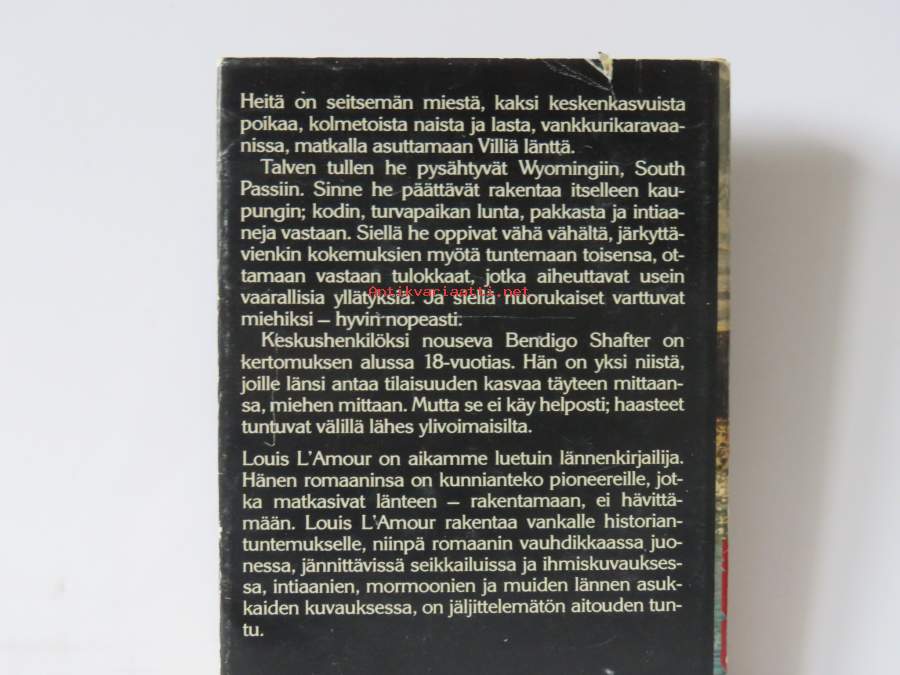 Heitä on seitsemän miestä, kaksi keskenkasvuista
poikaa, kolmetoista naista ja lasta, vankkurikaravaa-
nissa, matkalla asuttamaan Villiä länttä.
Talven tullen he pysähtyvät Wyomingiin, South
Passiin. Sinne he päättävät rakentaa itselleen kau-
pungin; kodin, turvapaikan lunta, pakkasta ja intiaa-
neja vastaan. Siellä he oppivat vähä vähältä, järkyttä-
vienkin kokemuksien myötä tuntemaan toisensa, ot-
tamaan vastaan tulokkaat, jotka aiheuttavat usein
Antikvariaatti.net
vaarallisia yllätyksiä. Ja siellä nuorukaiset varttuvat
miehiksi – hyvin nopeasti.
Keskushenkilöksi nouseva Bendigo Shafter on
kertomuksen alussa 18-vuotias. Hän on yksi niistä,
joille länsi antaa tilaisuuden kasvaa täyteen mittaan-
sa, miehen mittaan. Mutta se ei käy helposti; haasteet
tuntuvat välillä lähes ylivoimaisilta.
Louis L'Amour on aikamme luetuin lännenkirjailija.
Hänen romaaninsa on kunnianteko pioneereille, jot-
ka matkasivat länteen – rakentamaan, ei hävittä-
mään. Louis L'Amour rakentaa vankalle historian-
tuntemukselle, niinpä romaanin vauhdikkaassa juo-
nessa, jännittävissä seikkailuissa ja ihmiskuvaukses-
sa, intiaanien, mormoonien ja muiden lännen asuk-
kaiden kuvauksessa, on jäljittelemätön aitouden tun-
tu.